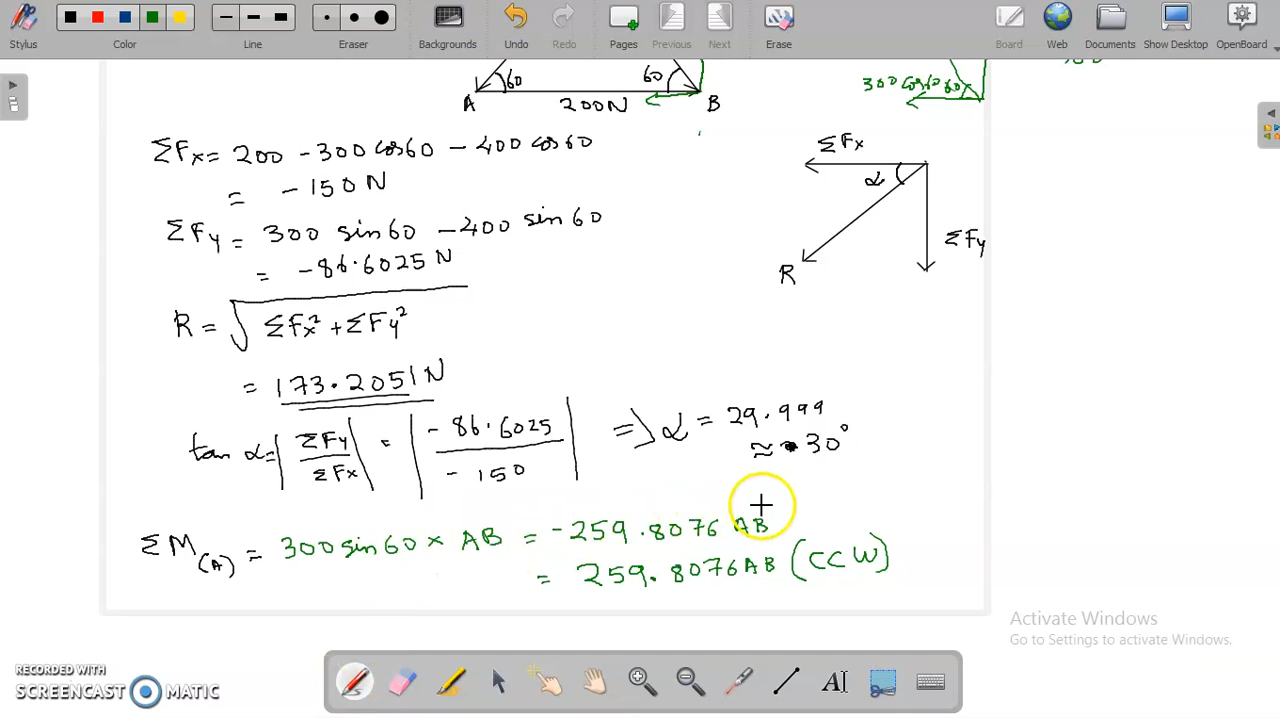 Stylus
Color
Line
Eraser
Backgrounds
Undo
Redo
Pages
Previous
Next
Erase
Board
Web
Documents
Show Desktop
OpenBoard
60
60
A
200N
B
300 cos60 60
ΣFx = 200 - 300 cos60 - 400 cos60
= -150 N
ΣFy = 300 sin60 - 400 sin60
= -86.6025 N
R = √ΣFx² + ΣFy²
= 173.2051 N
tan α = |ΣFy/ΣFx| = |-86.6025/-150| => α = 29.999
≈ 30°
ΣFx
α
ΣFy
R
ΣM(A) = 300 sin60 × AB = -259.8076 AB
= 259.8076 AB (CCW)
Activate Windows
Go to Settings to activate Windows.
RECORDED WITH
SCREENCAST MATIC